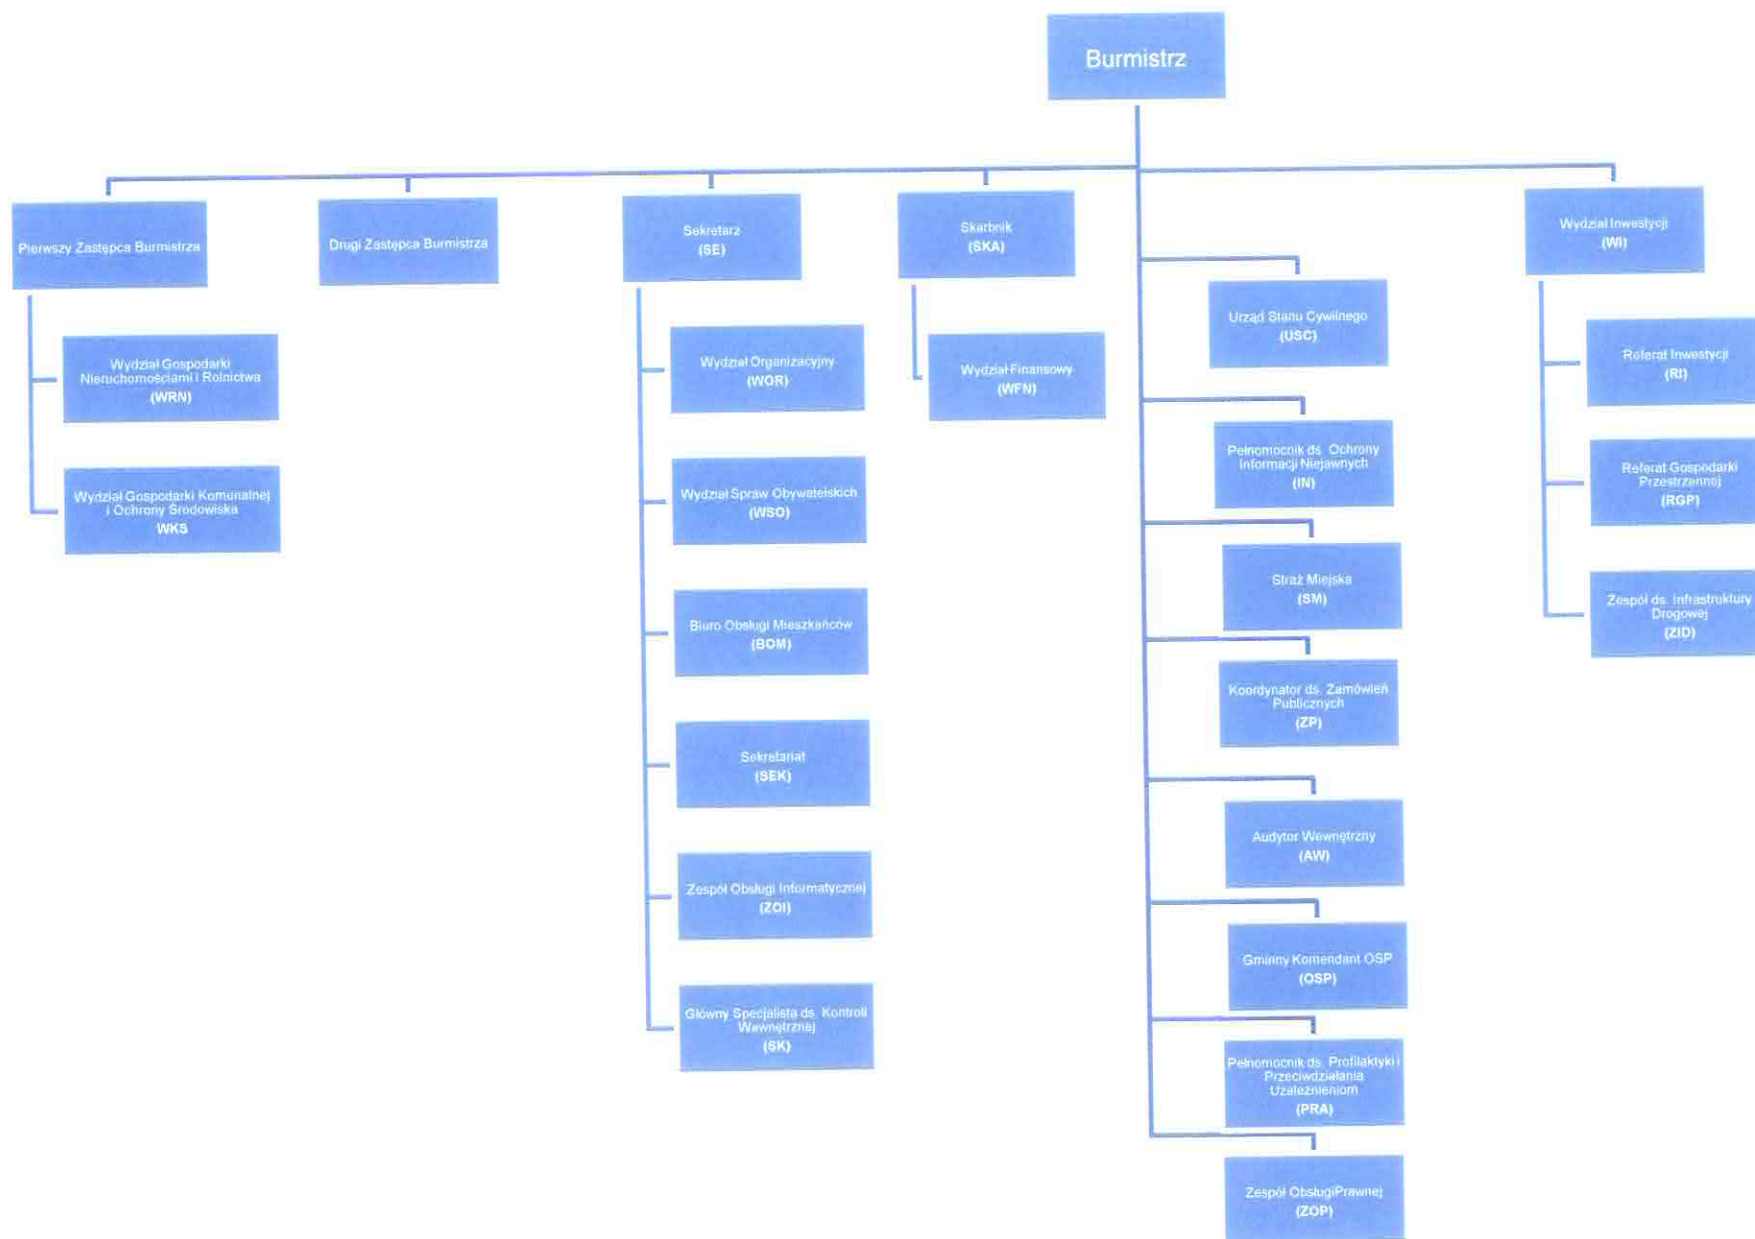 Burmistrz
Pierwszy Zastępca Burmistrza
Drugi Zastępca Burmistrza
Sekretarz
(SE)
Skarbnik
(SKA)
Wydział Inwestycji
(WI)
Wydział Gospodarki
Nieruchomościami i Rolnictwa
(WRN)
Wydział Gospodarki Komunalnej
i Ochrony Środowiska
WKS
Wydział Organizacyjny
(WOR)
Wydział Spraw Obywatelskich
(WSO)
Biuro Obsługi Mieszkańców
(BOM)
Sekretariat
(SEK)
Zespół Obsługi Informatycznej
(ZOI)
Główny Specjalista ds. Kontroli
Wewnętrznej
(SK)
Wydział Finansowy
(WFN)
Urząd Stanu Cywilnego
(USC)
Pełnomocnik ds. Ochrony
Informacji Niejawnych
(IN)
Straż Miejska
(SM)
Koordynator ds. Zamówień
Publicznych
(ZP)
Audytor Wewnętrzny
(AW)
Gminny Komendant OSP
(OSP)
Pełnomocnik ds. Profilaktyki i
Przeciwdziałania
Uzależnieniom
(PRA)
Zespół ObsługiPrawnej
(ZOP)
Referat Inwestycji
(RI)
Referat Gospodarki
Przestrzennej
(RGP)
Zespół ds. Infrastruktury
Drogowej
(ZID)